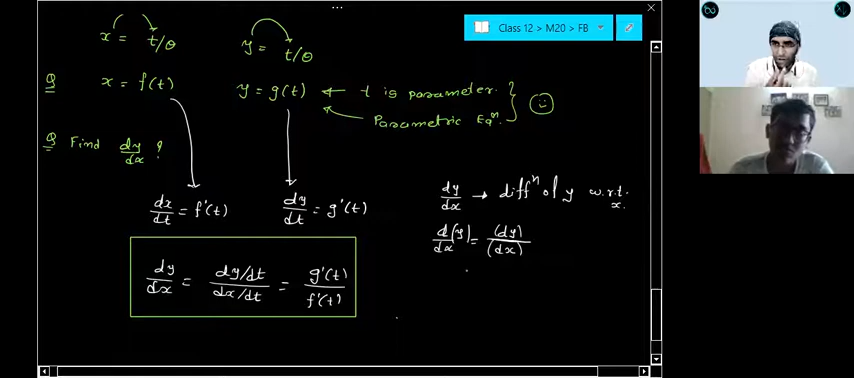 x = t/θ y = t/θ
Class 12 > M20 > FB
Q x = f(t) y = g(t) ← t is parameter.
Parametric Eqⁿ.
Q Find dy/dx ?
dy/dx → diffⁿ of y w.r.t. x.
dx/dt = f'(t) dy/dt = g'(t)
d/dx (y) = (dy)/(dx)
dy/dx = dy/dt / dx/dt = g'(t)/f'(t)